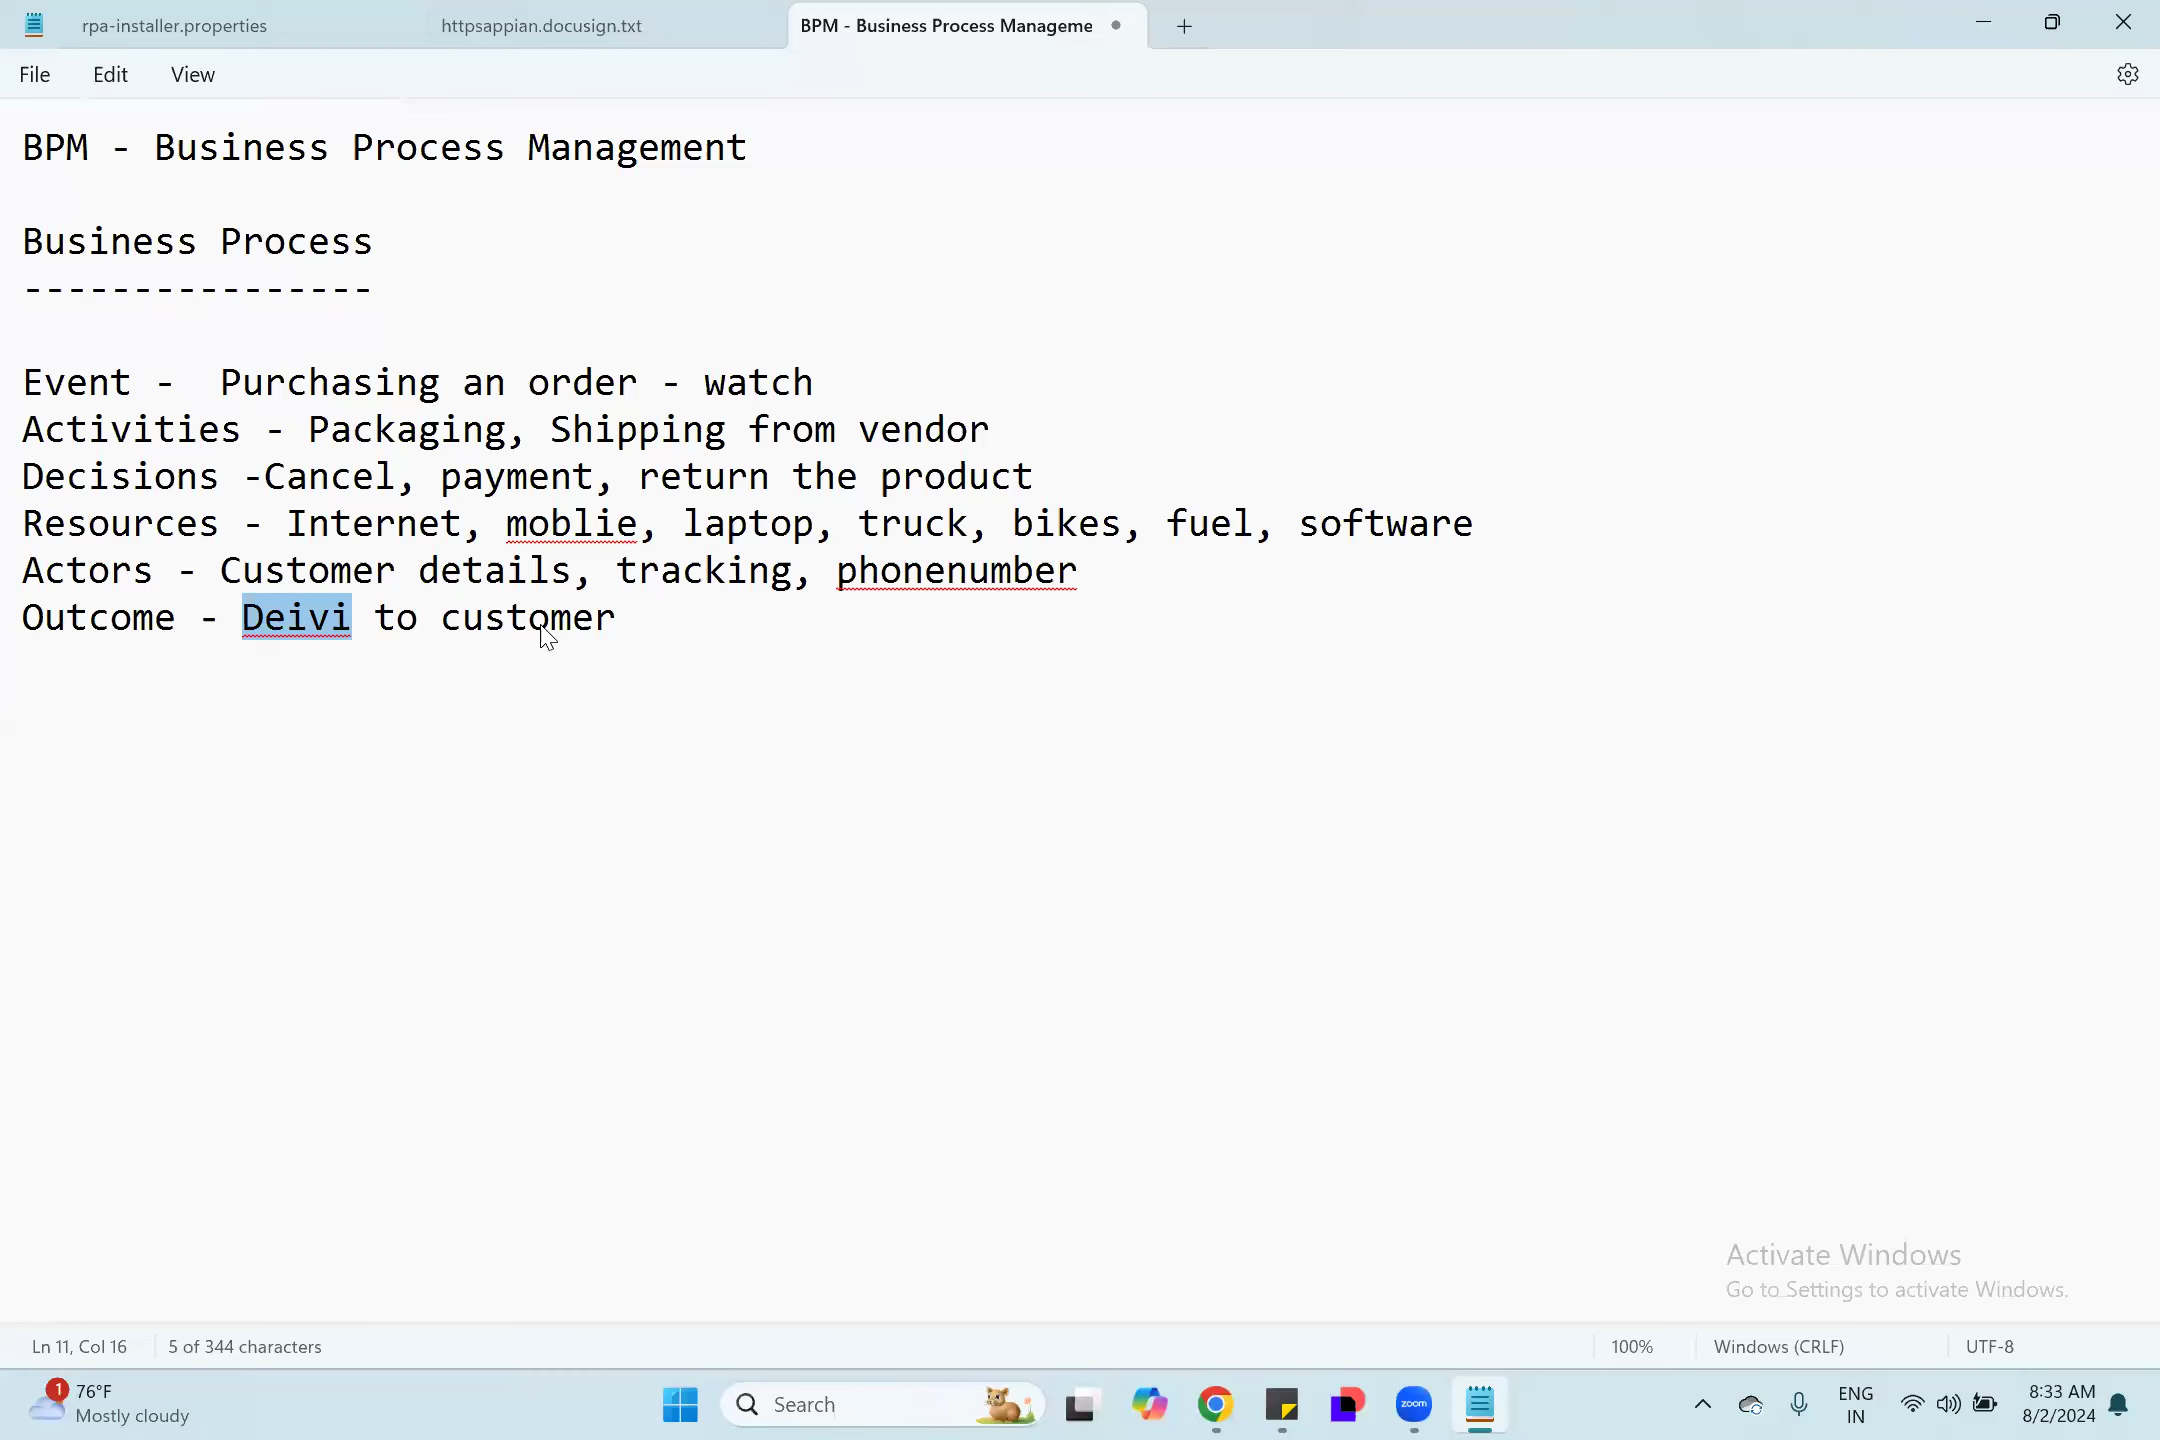 rpa-installer.properties
httpsappian.docusign.txt
BPM - Business Process Manageme
File Edit View
BPM - Business Process Management
Business Process
----------------
Event -  Purchasing an order - watch
Activities - Packaging, Shipping from vendor
Decisions -Cancel, payment, return the product
Resources - Internet, moblie, laptop, truck, bikes, fuel, software
Actors - Customer details, tracking, phonenumber
Outcome - Deivi to customer
Activate Windows
Go to Settings to activate Windows.
Ln 11, Col 16 5 of 344 characters 100% Windows (CRLF) UTF-8
1
76°F
Mostly cloudy
Search
zoom
ENG
IN
8:33 AM
8/2/2024